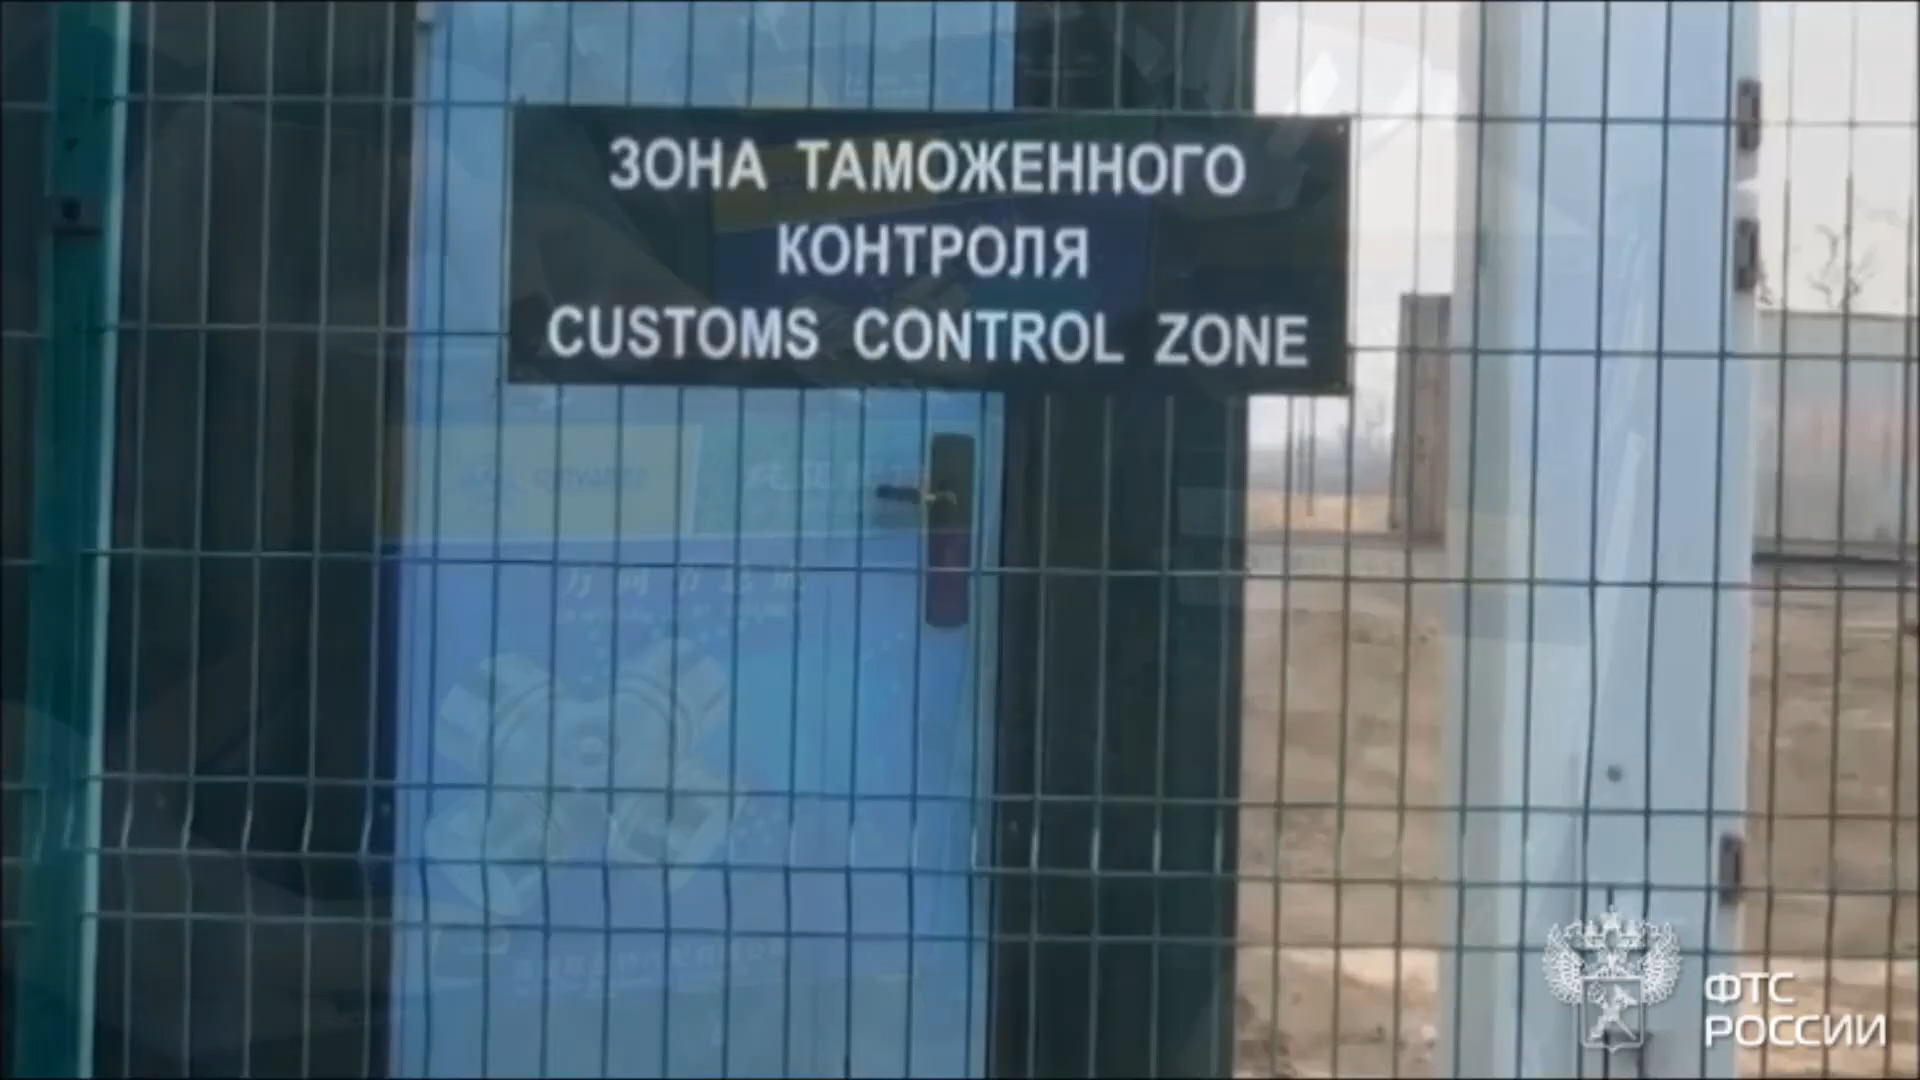 ЗОНА ТАМОЖЕННОГО
КОНТРОЛЯ
CUSTOMS CONTROL ZONE
ФТС
РОССИИ